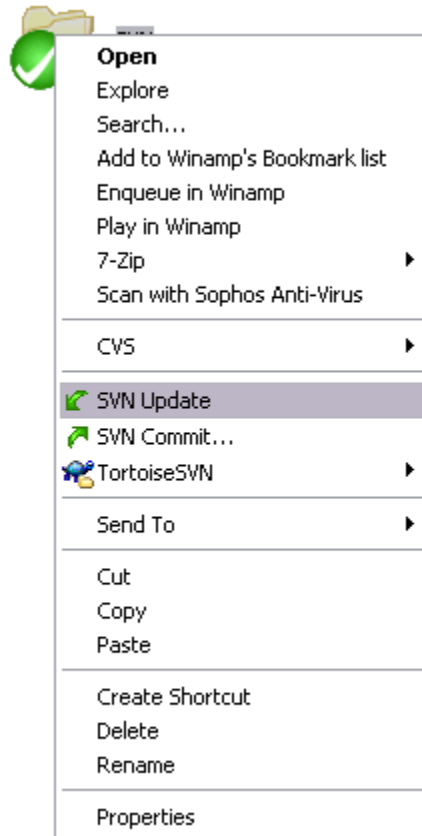 Open
Explore
Search...
Add to Winamp's Bookmark list
Enqueue in Winamp
Play in Winamp
7-Zip
Scan with Sophos Anti-Virus
CVS
SVN Update
SVN Commit...
TortoiseSVN
Send To
Cut
Copy
Paste
Create Shortcut
Delete
Rename
Properties